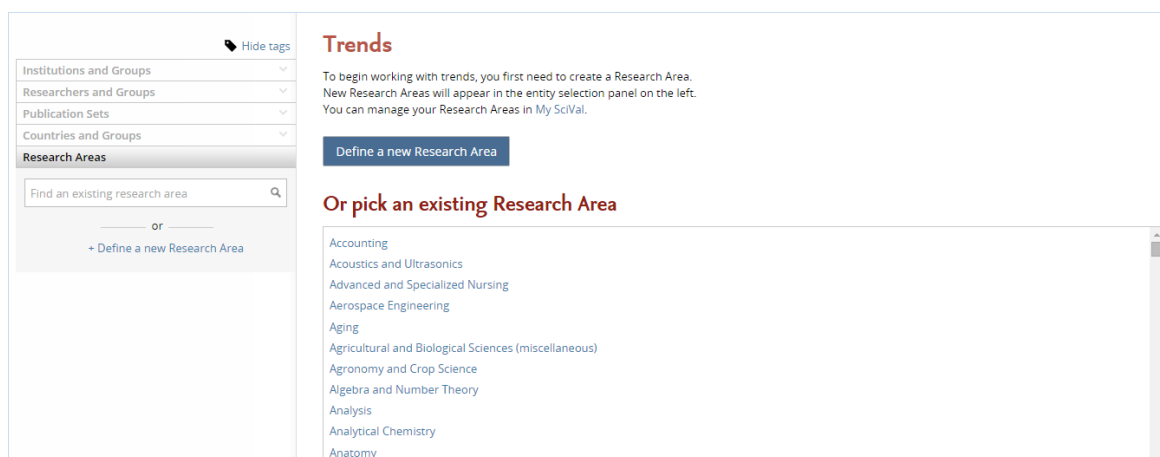 Hide tags
Institutions and Groups
Researchers and Groups
Publication Sets
Countries and Groups
Research Areas
Find an existing research area
or
+ Define a new Research Area
Trends
To begin working with trends, you first need to create a Research Area.
New Research Areas will appear in the entity selection panel on the left.
You can manage your Research Areas in My SciVal.
Define a new Research Area
Or pick an existing Research Area
Accounting
Acoustics and Ultrasonics
Advanced and Specialized Nursing
Aerospace Engineering
Aging
Agricultural and Biological Sciences (miscellaneous)
Agronomy and Crop Science
Algebra and Number Theory
Analysis
Analytical Chemistry
Anatomy